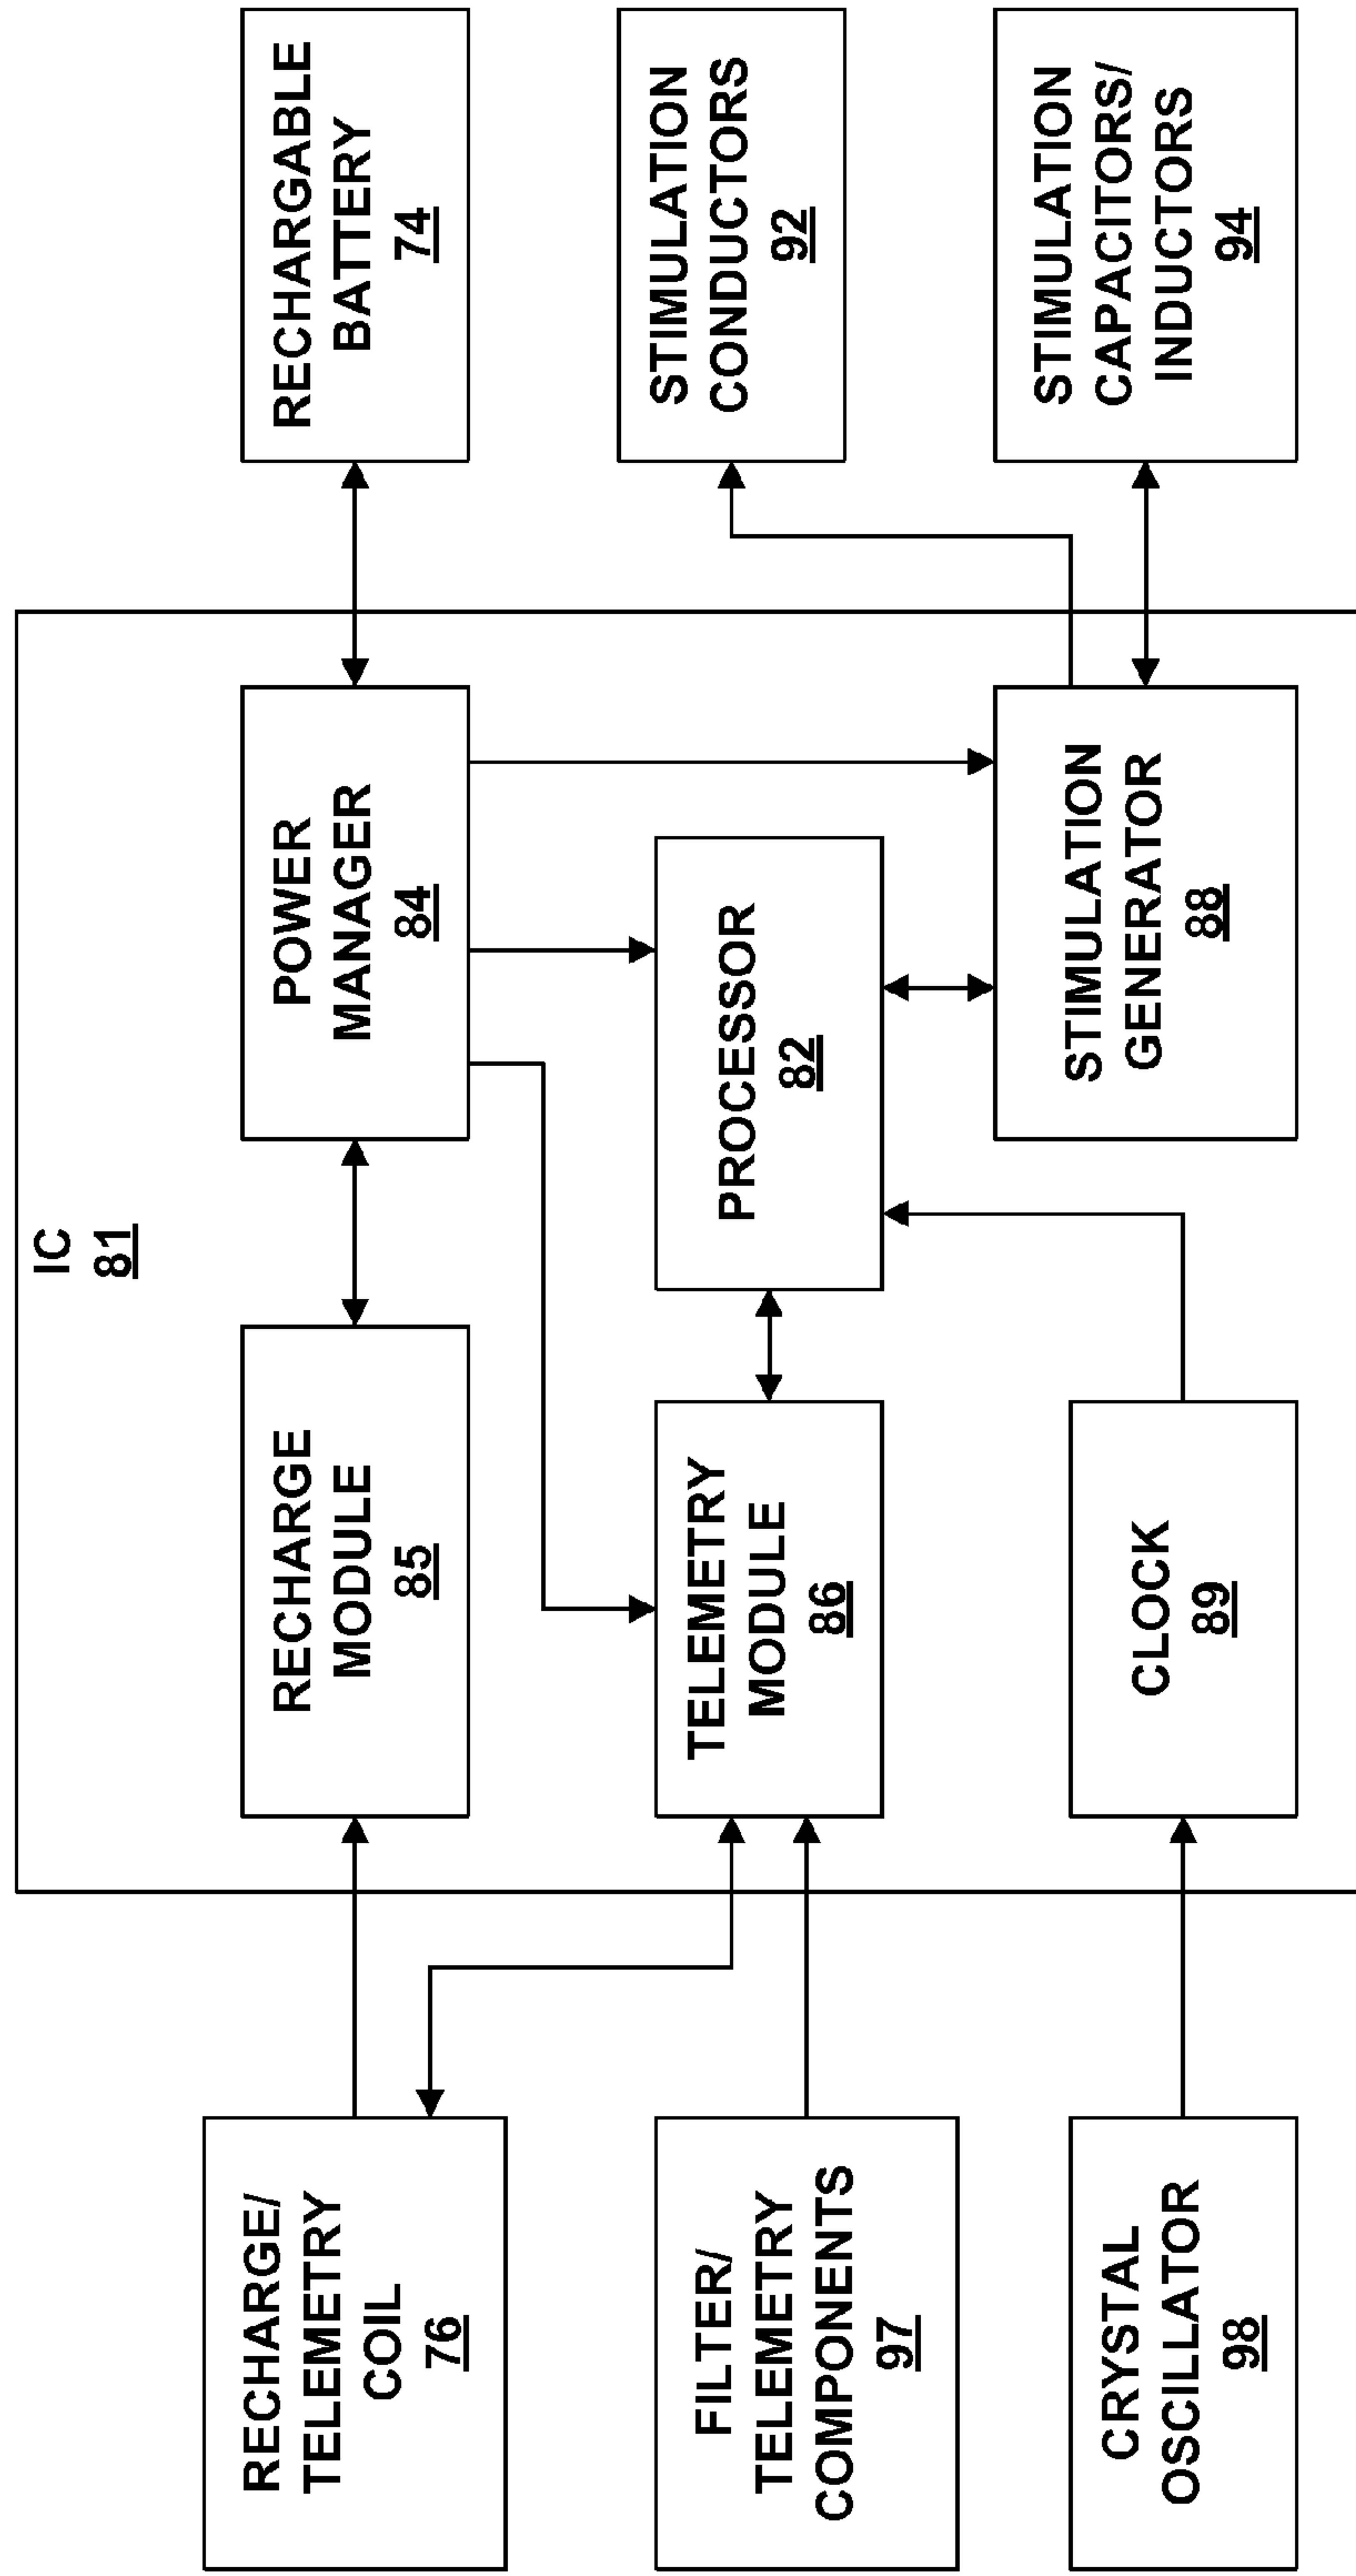 IC
81
RECHARGE/
TELEMETRY
COIL
76
RECHARGE
MODULE
85
POWER
MANAGER
84
RECHARGABLE
BATTERY
74
FILTER/
TELEMETRY
COMPONENTS
97
TELEMETRY
MODULE
86
PROCESSOR
82
STIMULATION
CONDUCTORS
92
CRYSTAL
OSCILLATOR
98
CLOCK
89
STIMULATION
GENERATOR
88
STIMULATION
CAPACITORS/
INDUCTORS
94